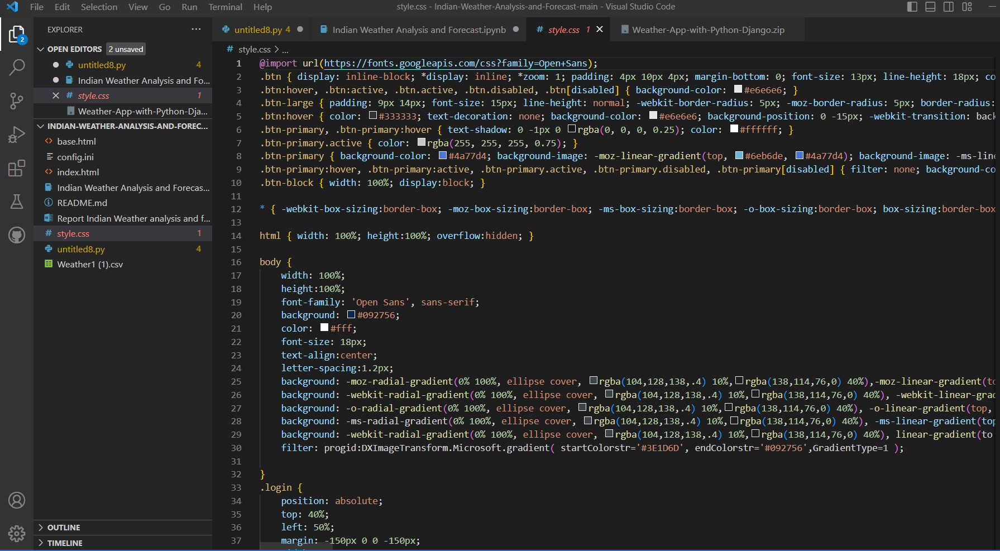 File Edit Selection View Go Run Terminal Help
style.css - Indian-Weather-Analysis-and-Forecast-main - Visual Studio Code
EXPLORER ...
OPEN EDITORS 2 unsaved
untitled8.py 4
Indian Weather Analysis and Fo...
style.css 1
Weather-App-with-Python-Dja...
INDIAN-WEATHER-ANALYSIS-AND-FOREC...
base.html
config.ini
index.html
Indian Weather Analysis and Forecas...
README.md
Report Indian Weather analysis and f...
style.css 1
untitled8.py 4
Weather1 (1).csv
OUTLINE
TIMELINE
2
untitled8.py 4
Indian Weather Analysis and Forecast.ipynb
# style.css 1
Weather-App-with-Python-Django.zip
# style.css > ...
1 @import url(https://fonts.googleapis.com/css?family=Open+Sans);
2 .btn { display: inline-block; *display: inline; *zoom: 1; padding: 4px 10px 4px; margin-bottom: 0; font-size: 13px; line-height: 18px; co
3 .btn:hover, .btn:active, .btn.active, .btn.disabled, .btn[disabled] { background-color: #e6e6e6; }
4 .btn-large { padding: 9px 14px; font-size: 15px; line-height: normal; -webkit-border-radius: 5px; -moz-border-radius: 5px; border-radius:
5 .btn:hover { color: #333333; text-decoration: none; background-color: #e6e6e6; background-position: 0 -15px; -webkit-transition: back
6 .btn-primary, .btn-primary:hover { text-shadow: 0 -1px 0 rgba(0, 0, 0, 0.25); color: #ffffff; }
7 .btn-primary.active { color: rgba(255, 255, 255, 0.75); }
8 .btn-primary { background-color: #4a77d4; background-image: -moz-linear-gradient(top, #6eb6de, #4a77d4); background-image: -ms-line
9 .btn-primary:hover, .btn-primary:active, .btn-primary.active, .btn-primary.disabled, .btn-primary[disabled] { filter: none; background-co
10 .btn-block { width: 100%; display:block; }
11
12 * { -webkit-box-sizing:border-box; -moz-box-sizing:border-box; -ms-box-sizing:border-box; -o-box-sizing:border-box; box-sizing:border-box
13
14 html { width: 100%; height:100%; overflow:hidden; }
15
16 body {
17 width: 100%;
18 height:100%;
19 font-family: 'Open Sans', sans-serif;
20 background: #092756;
21 color: #fff;
22 font-size: 18px;
23 text-align:center;
24 letter-spacing:1.2px;
25 background: -moz-radial-gradient(0% 100%, ellipse cover, rgba(104,128,138,.4) 10%,rgba(138,114,76,0) 40%),-moz-linear-gradient(to
26 background: -webkit-radial-gradient(0% 100%, ellipse cover, rgba(104,128,138,.4) 10%,rgba(138,114,76,0) 40%), -webkit-linear-grad
27 background: -o-radial-gradient(0% 100%, ellipse cover, rgba(104,128,138,.4) 10%,rgba(138,114,76,0) 40%), -o-linear-gradient(top,
28 background: -ms-radial-gradient(0% 100%, ellipse cover, rgba(104,128,138,.4) 10%,rgba(138,114,76,0) 40%), -ms-linear-gradient(top
29 background: -webkit-radial-gradient(0% 100%, ellipse cover, rgba(104,128,138,.4) 10%,rgba(138,114,76,0) 40%), linear-gradient(to
30 filter: progid:DXImageTransform.Microsoft.gradient( startColorstr='#3E1D6D', endColorstr='#092756',GradientType=1 );
31
32 }
33 .login {
34 position: absolute;
35 top: 40%;
36 left: 50%;
37 margin: -150px 0 0 -150px;